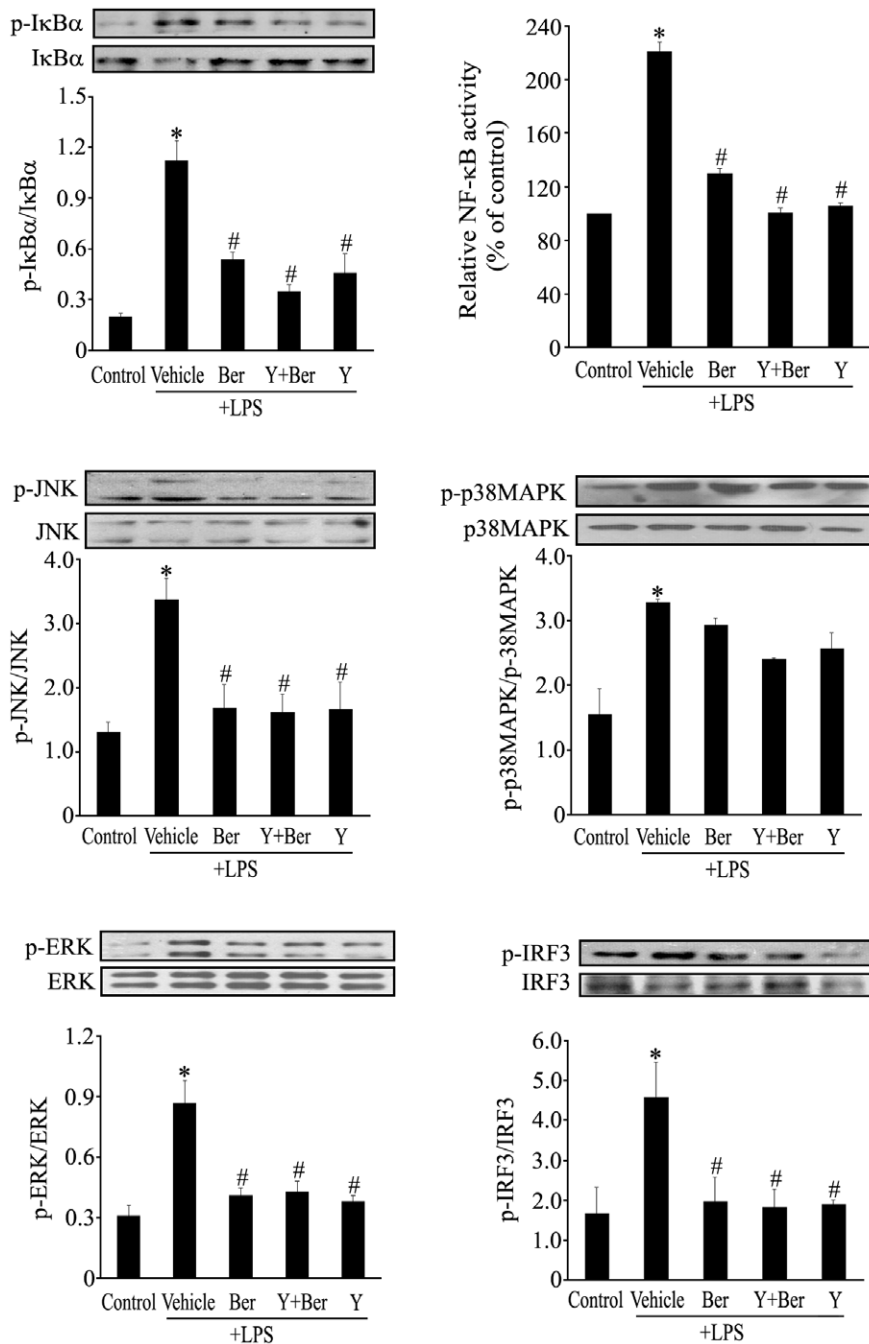 p-IκBα
IκBα
1.5
1.2
0.9
0.6
0.3
0
p-IκBα/IκBα
*
#
#
#
Control Vehicle Ber Y+Ber Y
+LPS
240
200
160
120
80
40
0
Relative NF-κB activity
(% of control)
*
#
#
#
Control Vehicle Ber Y+Ber Y
+LPS
p-JNK
JNK
4.0
3.0
2.0
1.0
0
p-JNK/JNK
*
#
#
#
Control Vehicle Ber Y+Ber Y
+LPS
p-p38MAPK
p38MAPK
4.0
3.0
2.0
1.0
0
p-p38MAPK/p-38MAPK
*
Control Vehicle Ber Y+Ber Y
+LPS
p-ERK
ERK
1.2
0.9
0.6
0.3
0
p-ERK/ERK
*
#
#
#
Control Vehicle Ber Y+Ber Y
+LPS
p-IRF3
IRF3
6.0
5.0
4.0
3.0
2.0
1.0
0
p-IRF3/IRF3
*
#
#
#
Control Vehicle Ber Y+Ber Y
+LPS